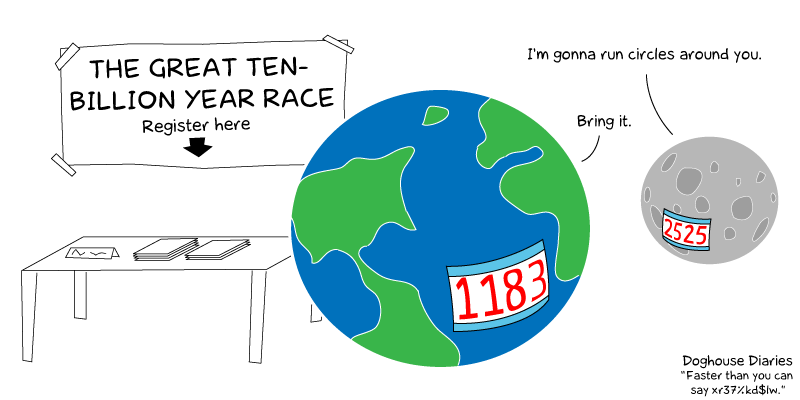 THE GREAT TEN-
BILLION YEAR RACE
Register here
I'm gonna run circles around you.
Bring it.
2525
1183
Doghouse Diaries
"Faster than you can
say xr37%kd$lw."